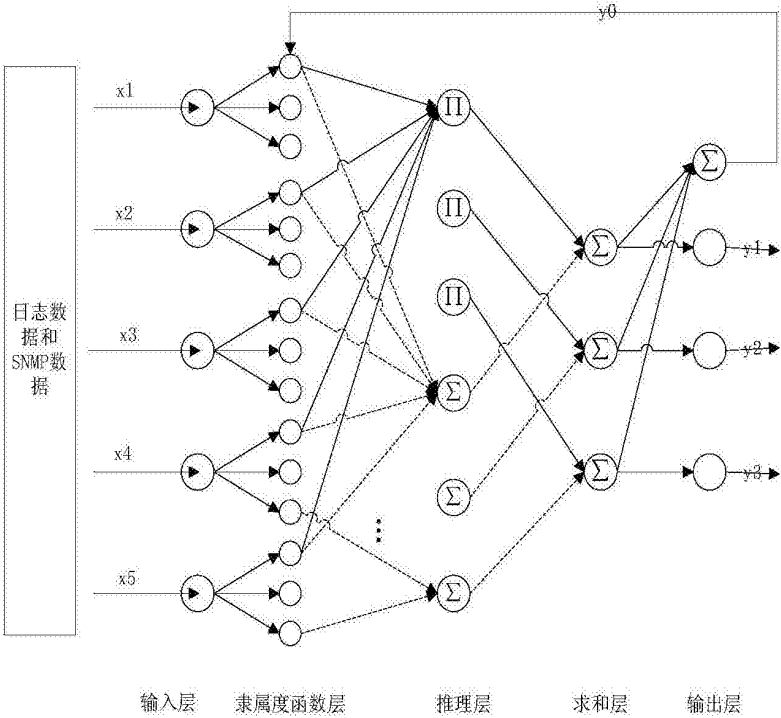 y0
x1
Π
Σ
x2
Π
Σ
y1
Π
日志数
据和
SNMP数
据
x3
Σ
y2
Σ
x4
Σ
y3
Σ
x5
Σ
输入层
隶属度函数层
推理层
求和层
输出层